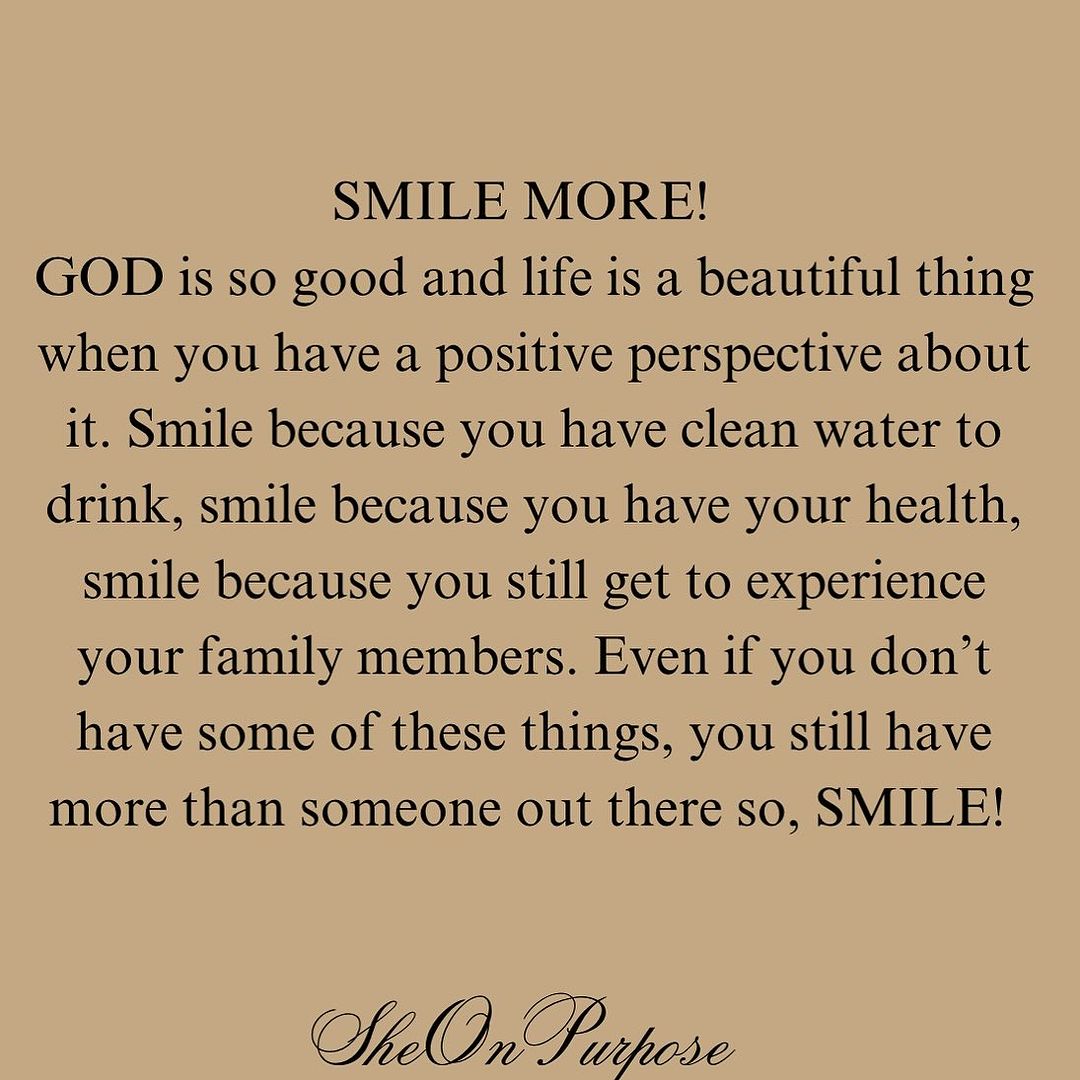 SMILE MORE!
GOD is so good and life is a beautiful thing
when you have a positive perspective about
it. Smile because you have clean water to
drink, smile because you have your health,
smile because you still get to experience
your family members. Even if you don’t
have some of these things, you still have
more than someone out there so, SMILE!
SheOnPurpose